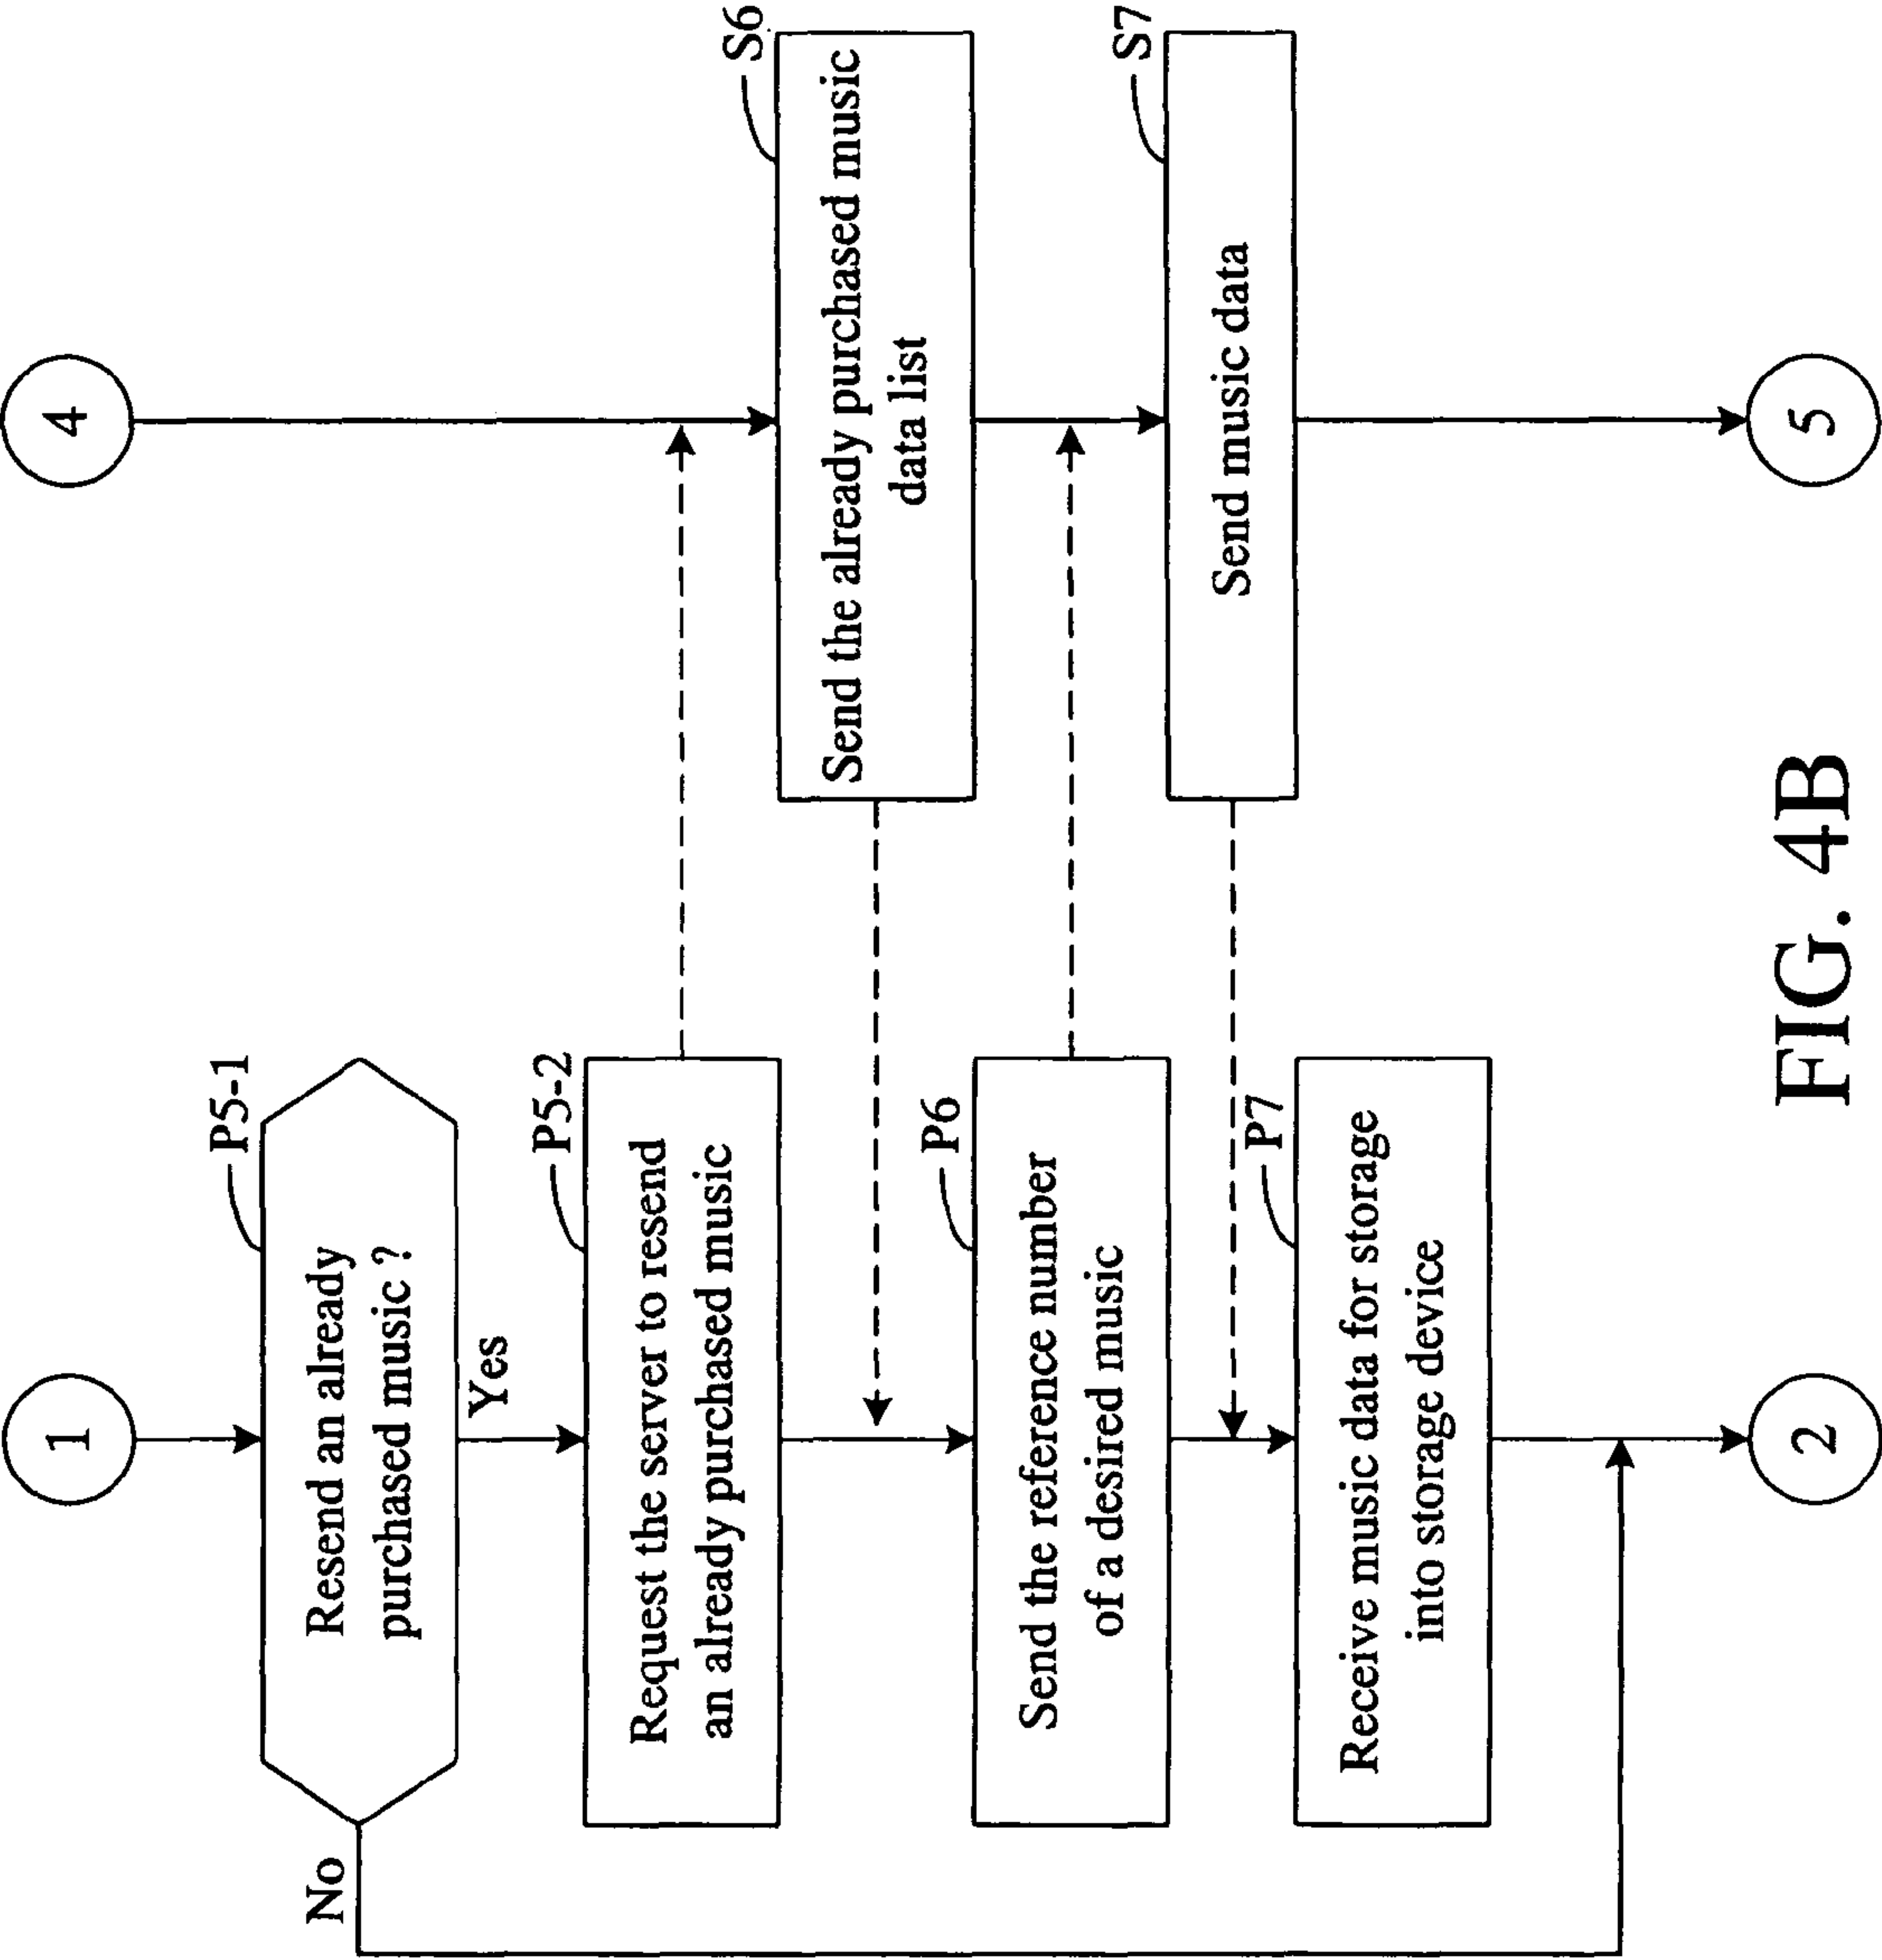 1
P5-1
Resend an already
purchased music ?
No
Yes
P5-2
Request the server to resend
an already purchased music
P6
Send the reference number
of a desired music
P7
Receive music data for storage
into storage device
2
4
S6
Send the already purchased music
data list
S7
Send music data
5
FIG. 4B